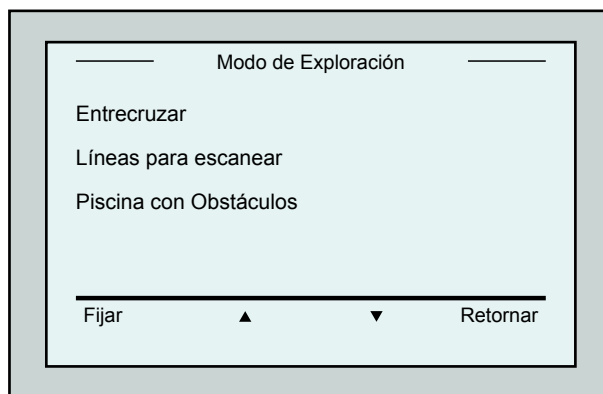 Modo de Exploración
Entrecruzar
Líneas para escanear
Piscina con Obstáculos
Fijar ▲ ▼ Retornar